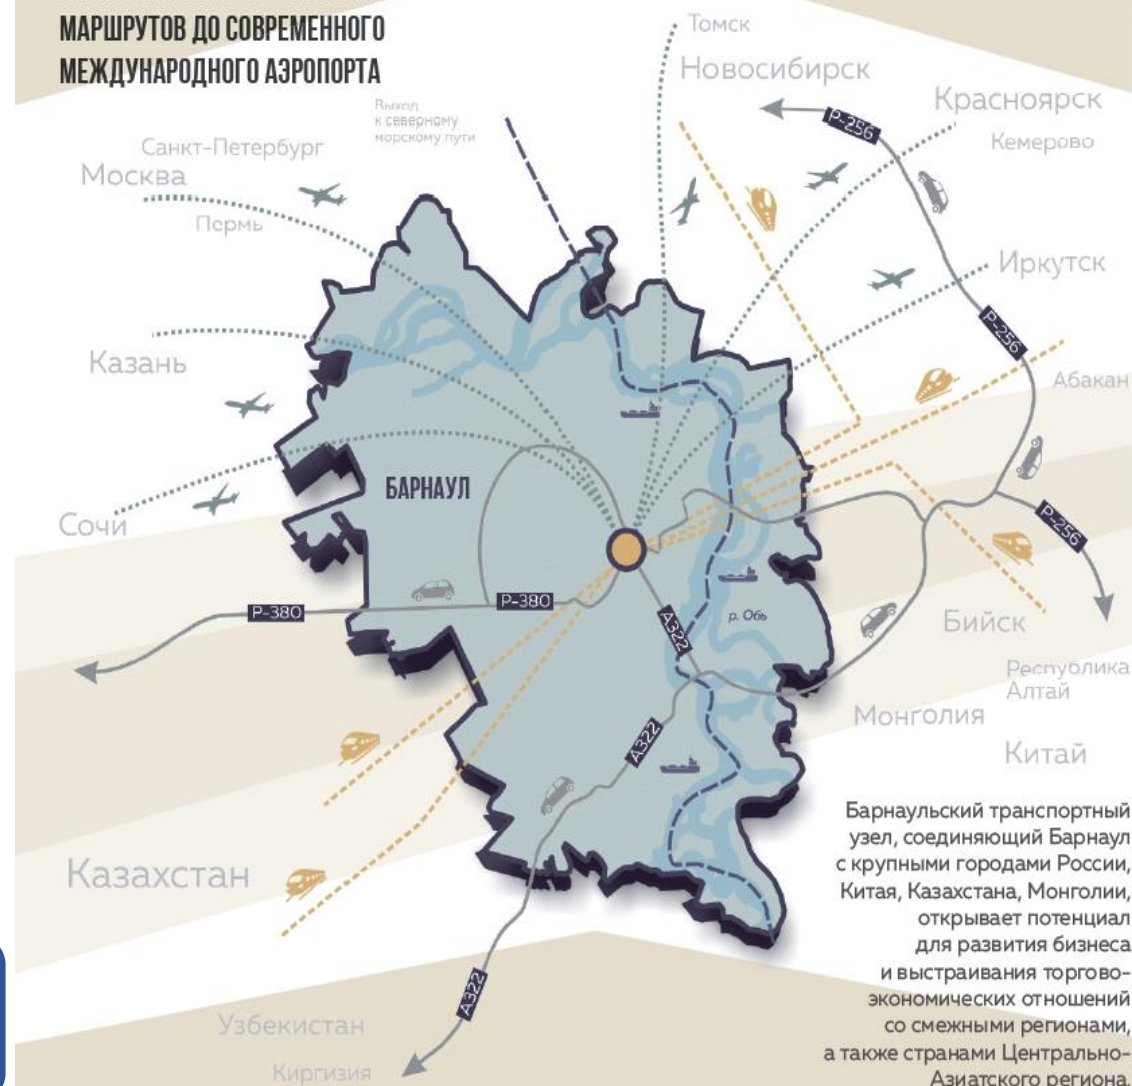 МАРШРУТОВ ДО СОВРЕМЕННОГО
МЕЖДУНАРОДНОГО АЭРОПОРТА
Томск
Новосибирск
Выход
к северному
морскому пути
Красноярск
Р-256
Кемерово
Санкт-Петербург
Москва
Пермь
Иркутск
Р-256
Казань
Абакан
БАРНАУЛ
Сочи
Р-256
Р-380
Р-380
р. Обь
А322
Бийск
Республика
Алтай
Монголия
А322
Китай
Казахстан
Барнаульский транспортный
узел, соединяющий Барнаул
с крупными городами России,
Китая, Казахстана, Монголии,
открывает потенциал
для развития бизнеса
и выстраивания торгово-
экономических отношений
со смежными регионами,
а также странами Центрально-
Азиатского региона.
А322
Узбекистан
Киргизия